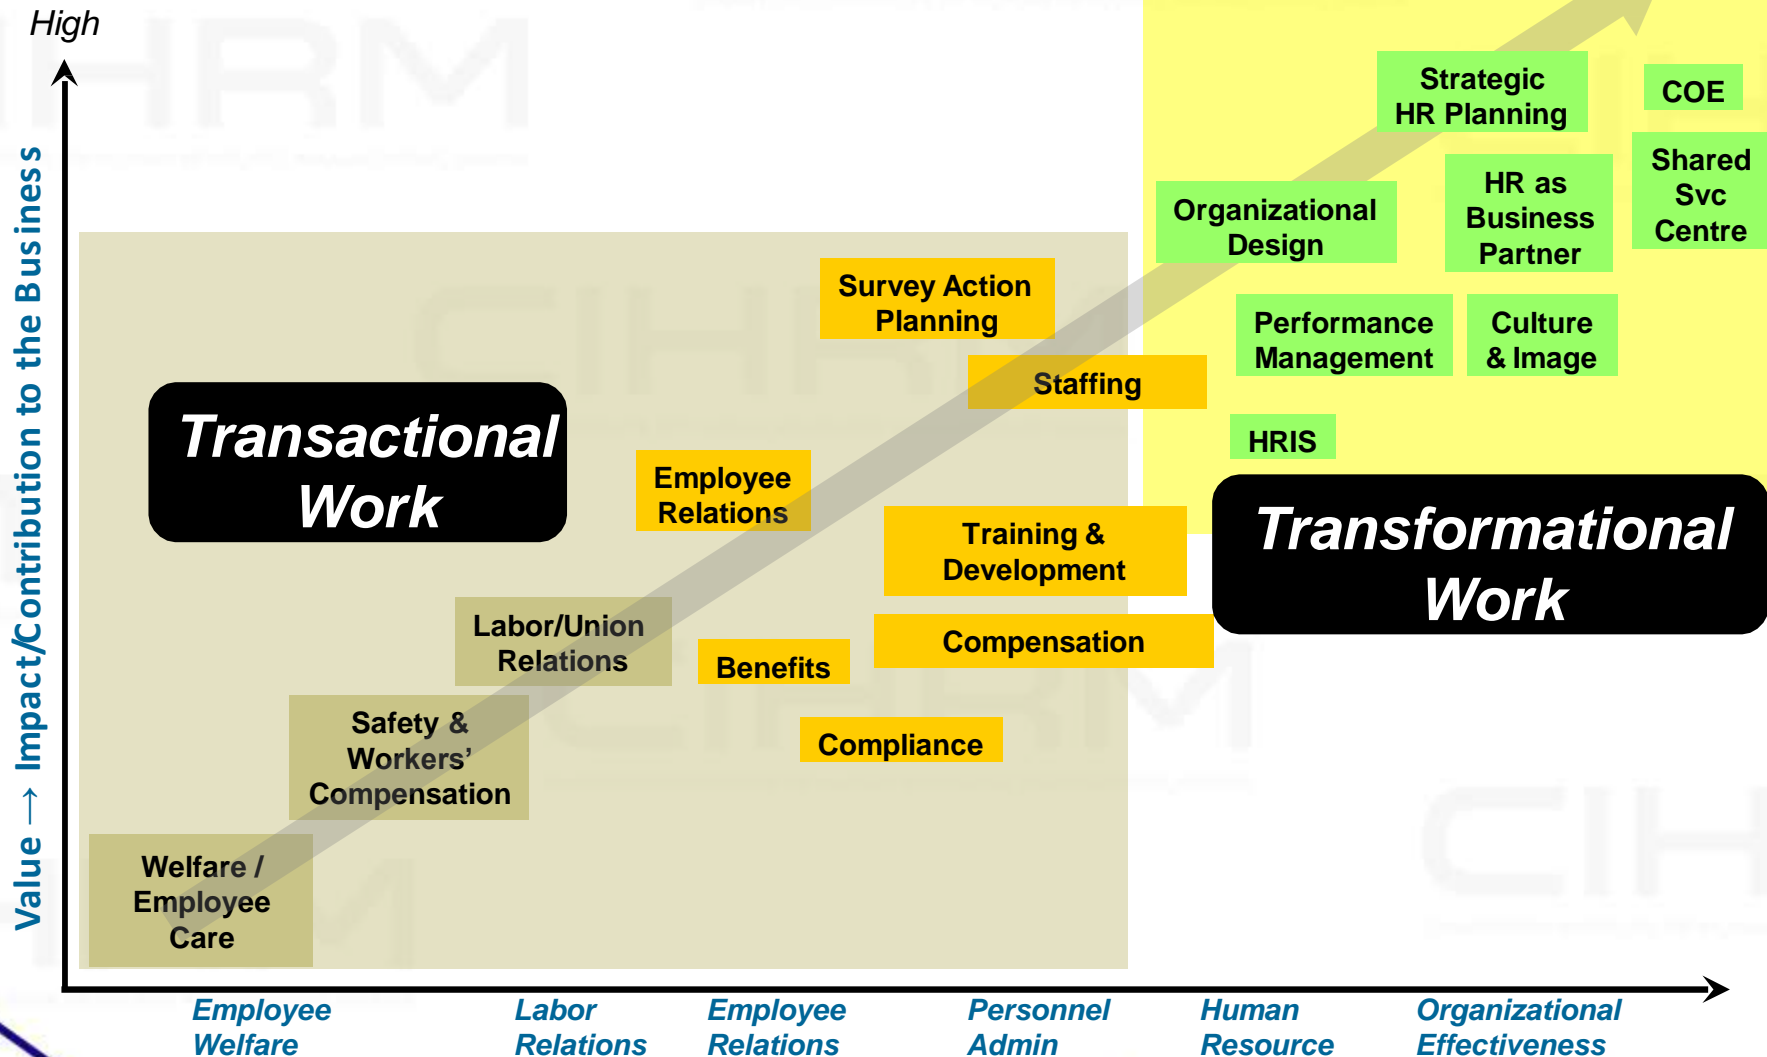 High
Value → Impact/Contribution to the Business
Strategic
HR Planning
COE
Shared
Svc
Centre
HR as
Business
Partner
Organizational
Design
Survey Action
Planning
Performance
Management
Culture
& Image
Staffing
HRIS
Transactional
Work
Employee
Relations
Training &
Development
Transformational
Work
Labor/Union
Relations
Benefits
Compensation
Safety &
Workers’
Compensation
Compliance
Welfare /
Employee
Care
Employee
Welfare
Labor
Relations
Employee
Relations
Personnel
Admin
Human
Resource
Organizational
Effectiveness
CIHRM
CIHRM